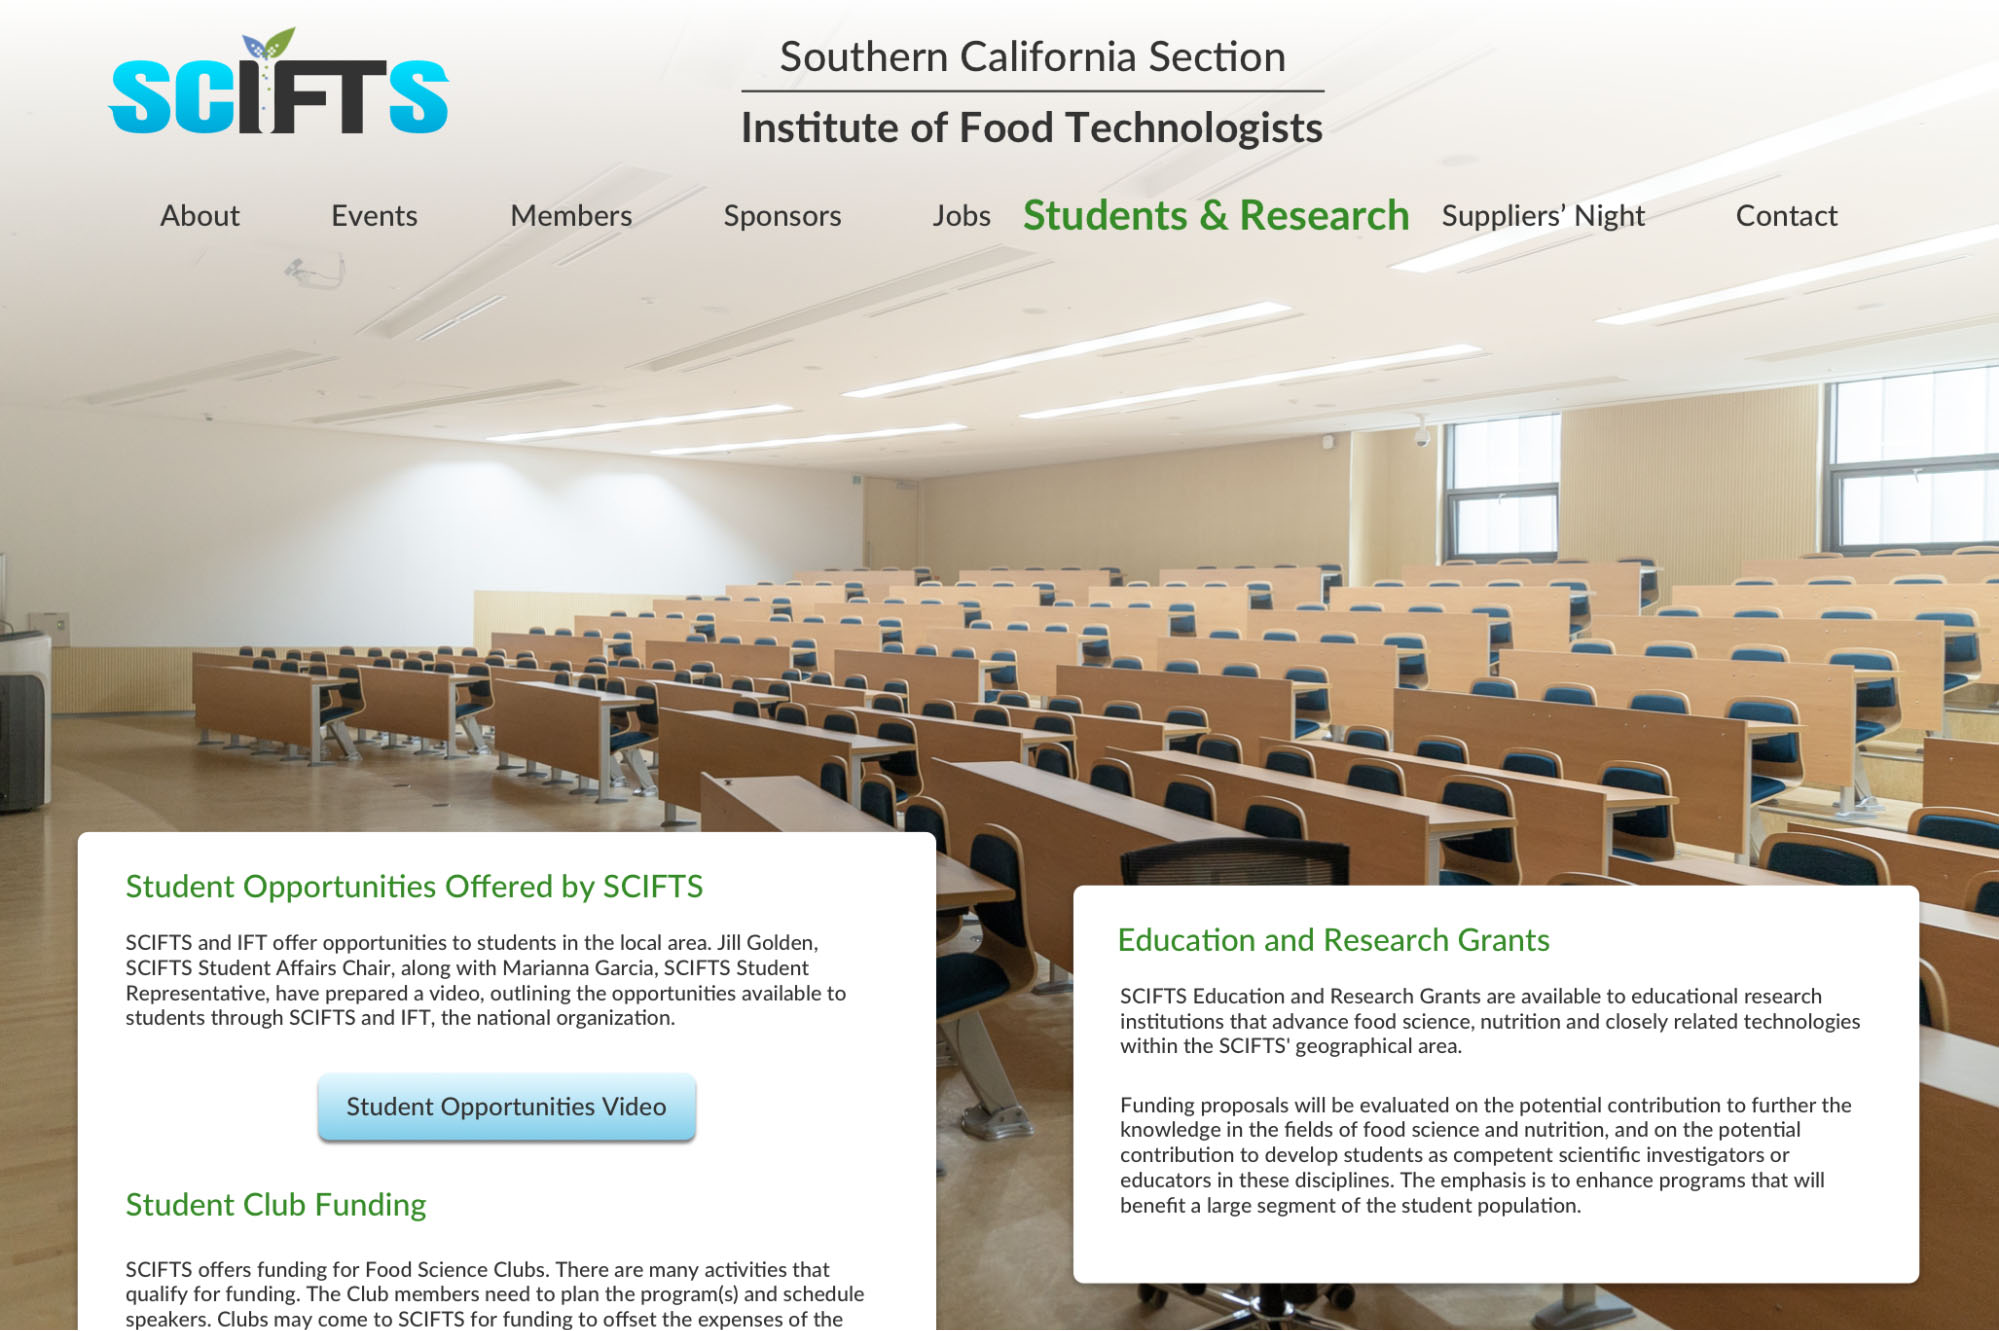 SCIFTS
Southern California Section
Institute of Food Technologists
About
Events
Members
Sponsors
Jobs
Students & Research
Suppliers’ Night
Contact
Student Opportunities Offered by SCIFTS
SCIFTS and IFT offer opportunities to students in the local area. Jill Golden,
SCIFTS Student Affairs Chair, along with Marianna Garcia, SCIFTS Student
Representative, have prepared a video, outlining the opportunities available to
students through SCIFTS and IFT, the national organization.
Student Opportunities Video
Student Club Funding
SCIFTS offers funding for Food Science Clubs. There are many activities that
qualify for funding. The Club members need to plan the program(s) and schedule
speakers. Clubs may come to SCIFTS for funding to offset the expenses of the
Education and Research Grants
SCIFTS Education and Research Grants are available to educational research
institutions that advance food science, nutrition and closely related technologies
within the SCIFTS' geographical area.
Funding proposals will be evaluated on the potential contribution to further the
knowledge in the fields of food science and nutrition, and on the potential
contribution to develop students as competent scientific investigators or
educators in these disciplines. The emphasis is to enhance programs that will
benefit a large segment of the student population.